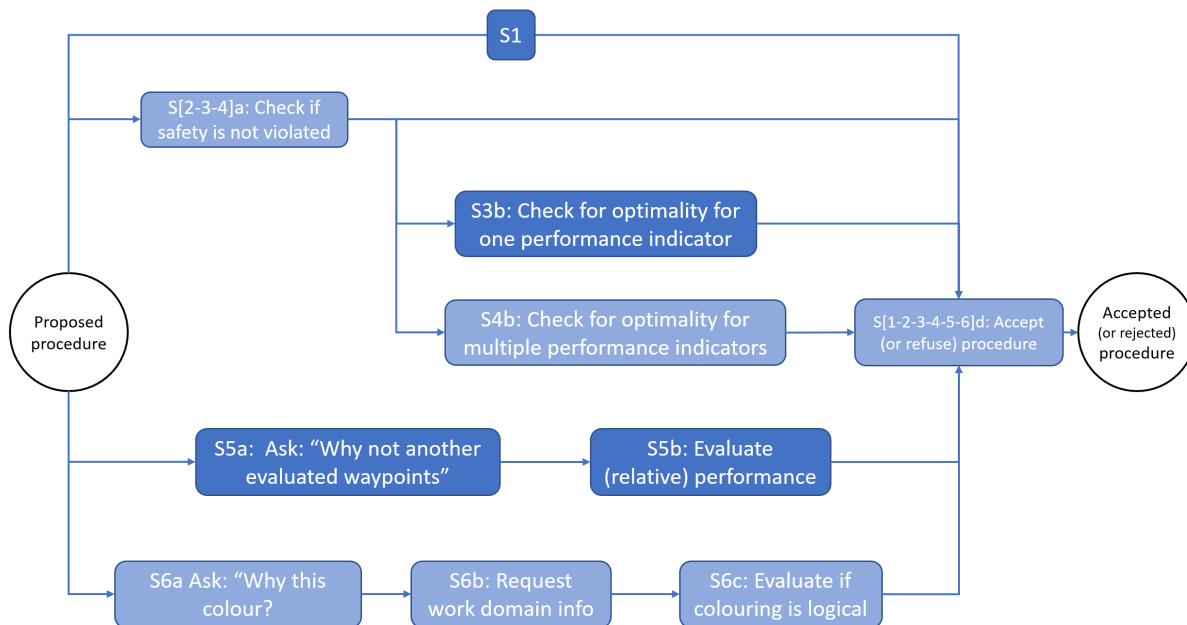 S1
S[2-3-4]a: Check if
safety is not violated
S3b: Check for optimality for
one performance indicator
Proposed
procedure
S4b: Check for optimality for
multiple performance indicators
S[1-2-3-4-5-6]d: Accept
(or refuse) procedure
Accepted
(or rejected)
procedure
S5a:  Ask: “Why not another
evaluated waypoints”
S5b: Evaluate
(relative) performance
S6a Ask: “Why this
colour?
S6b: Request
work domain info
S6c: Evaluate if
colouring is logical